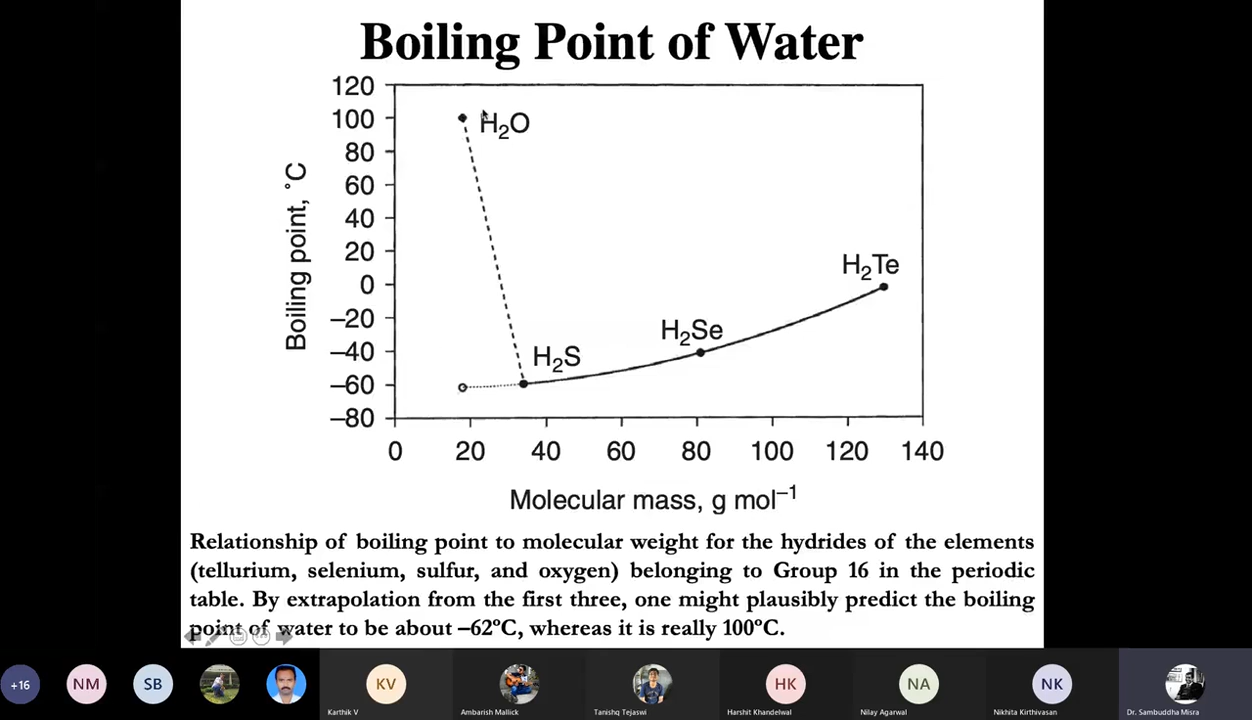 Boiling Point of Water
120
100
80
60
40
20
0
–20
–40
–60
–80
Boiling point, ˚C
H₂O
H₂S
H₂Se
H₂Te
0 20 40 60 80 100 120 140
Molecular mass, g mol⁻¹
Relationship of boiling point to molecular weight for the hydrides of the elements
(tellurium, selenium, sulfur, and oxygen) belonging to Group 16 in the periodic
table. By extrapolation from the first three, one might plausibly predict the boiling
point of water to be about –62°C, whereas it is really 100°C.
+16 NM SB KV HK NA NK
Karthik V Ambarish Mallick Tanishq Tejaswi Harshit Khandelwal Nilay Agarwal Nikhita Kirthivasan Dr. Sambuddha Misra